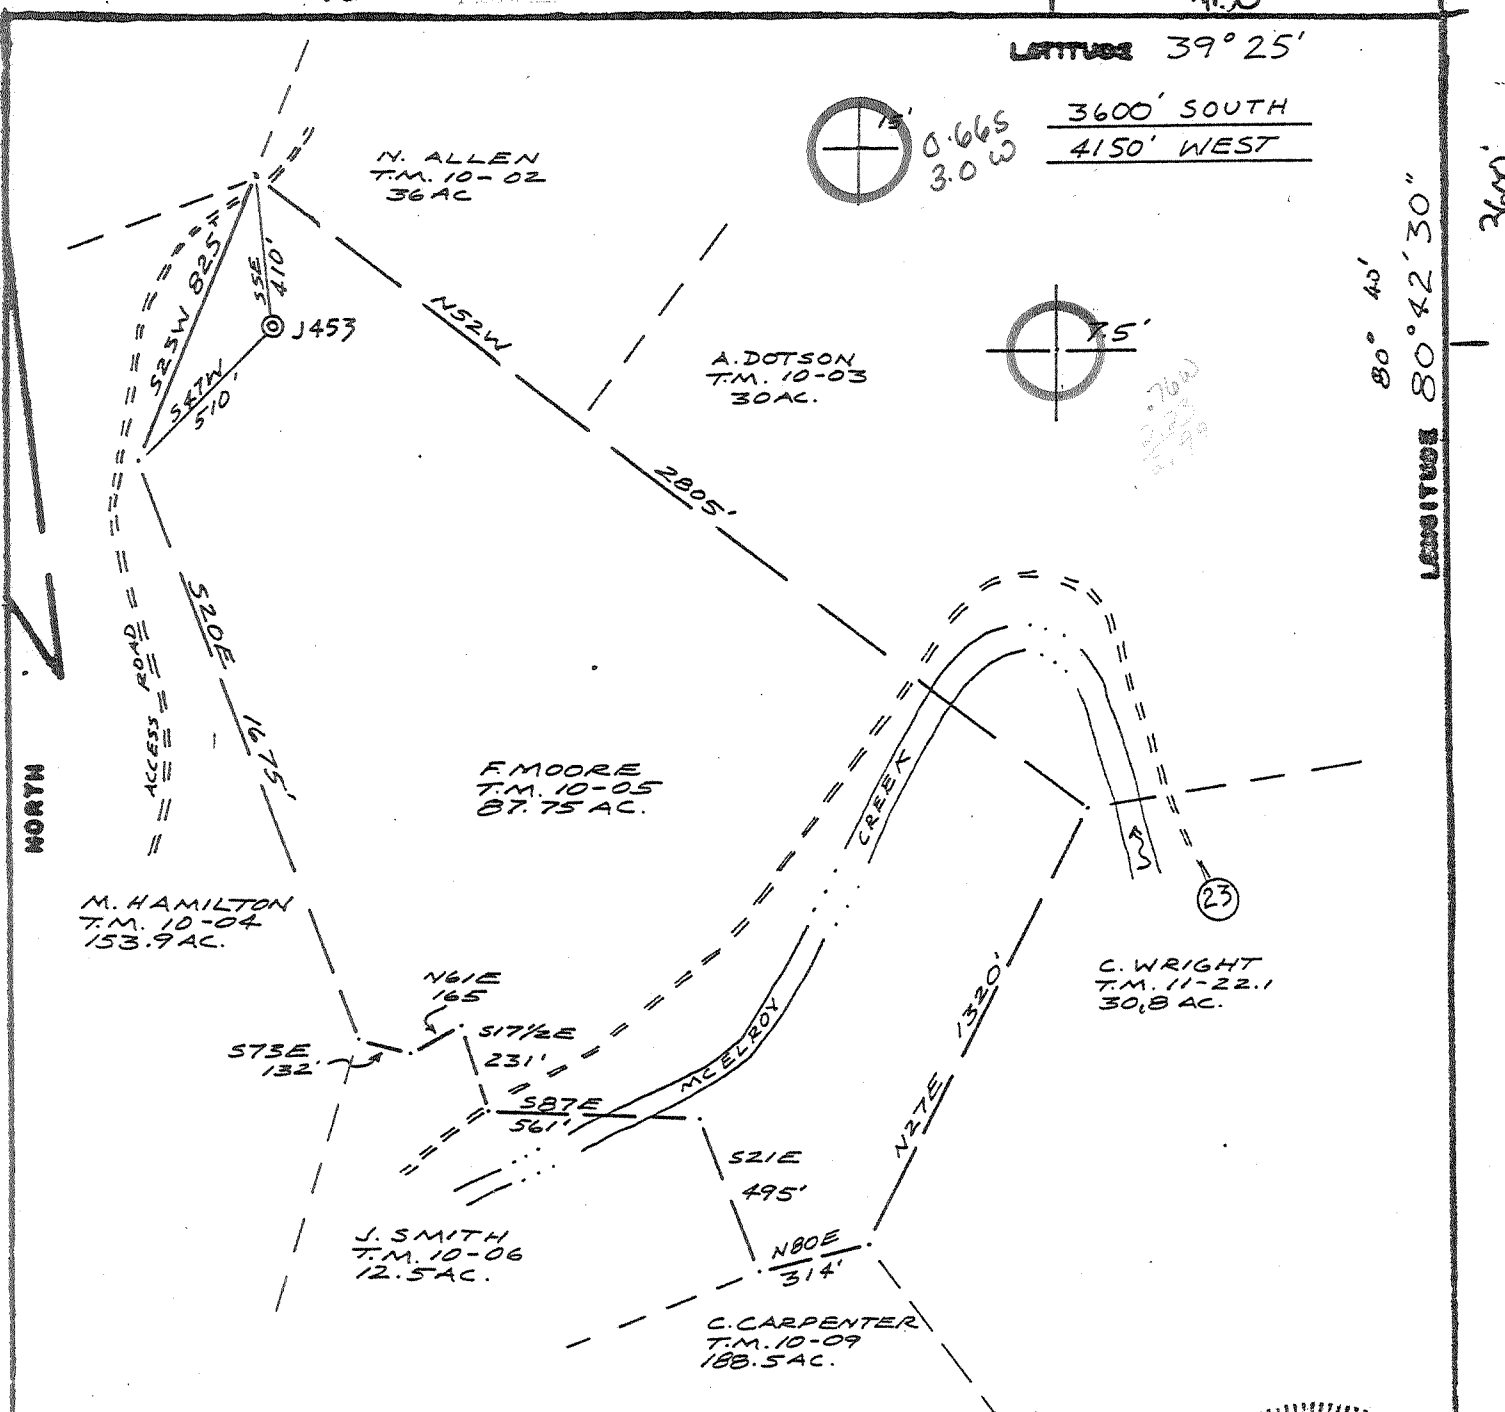 LATITUDE 39° 25'
3600' SOUTH
4150' WEST
15'
0.66S
3.0 W
N. ALLEN
T.M. 10-02
36 AC
S25W 825'
S5E
410'
J453
S47W
510'
N52W
2805'
A. DOTSON
T.M. 10-03
30 AC.
7.5'
80° 40'
LONGITUDE 80° 42' 30"
3600'
S20E
1675'
ACCESS ROAD
NORTH
F. MOORE
T.M. 10-05
87.75 AC.
CREEK
MCELROY
23
M. HAMILTON
T.M. 10-04
153.9 AC.
N61E
165
S73E
132'
S17½E
231'
S87E
561'
S21E
495'
N80E
314'
N27E 1320'
C. WRIGHT
T.M. 11-22.1
30.8 AC.
J. SMITH
T.M. 10-06
12.5 AC.
C. CARPENTER
T.M. 10-09
188.5 AC.